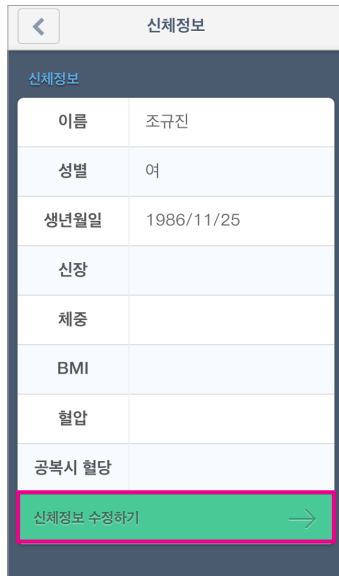 신체정보
신체정보
이름 조규진
성별 여
생년월일 1986/11/25
신장
체중
BMI
혈압
공복시 혈당
신체정보 수정하기